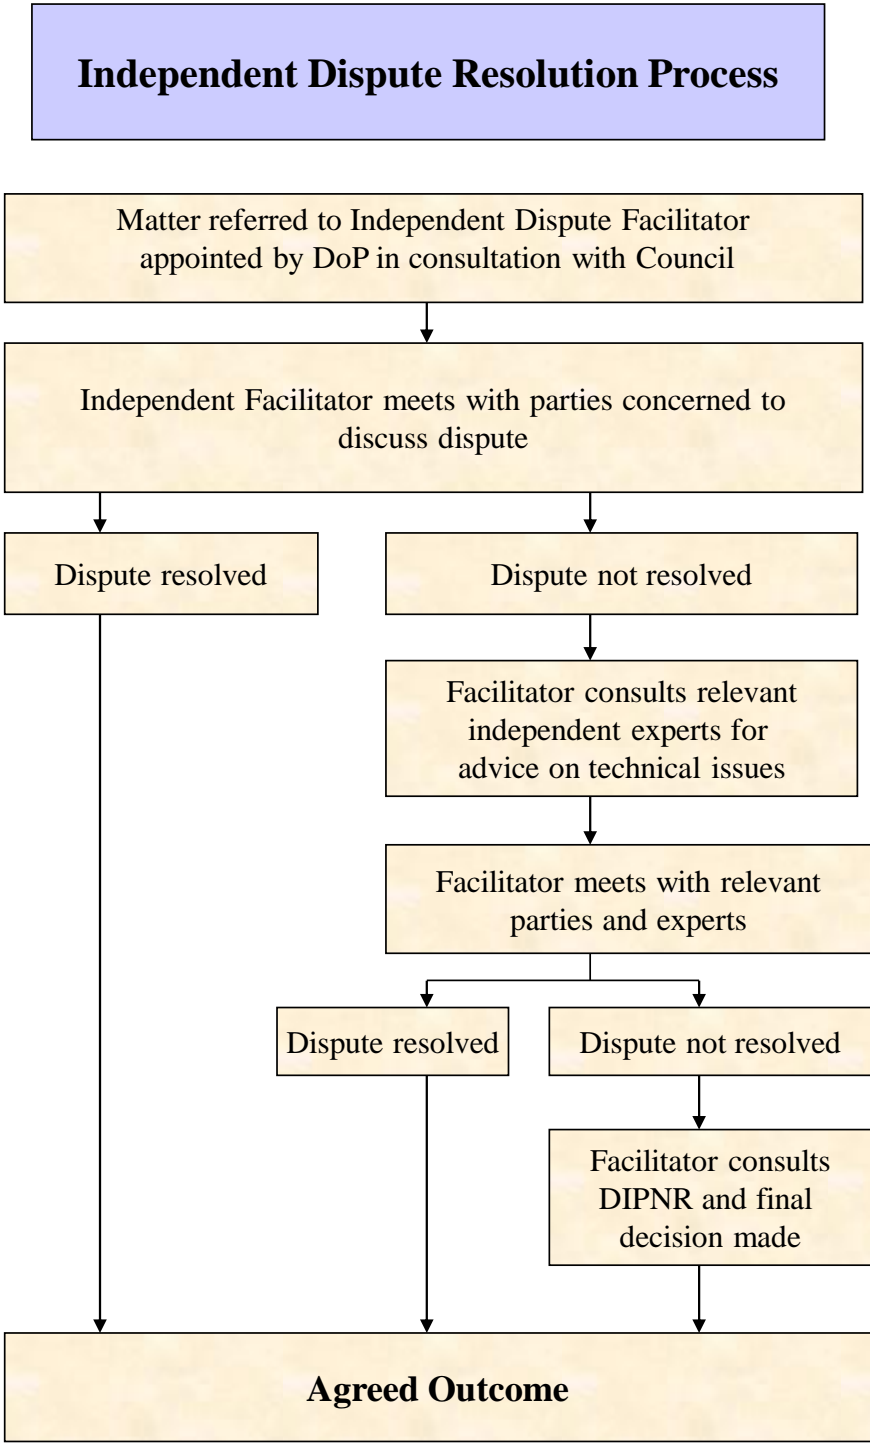 Independent Dispute Resolution Process
Matter referred to Independent Dispute Facilitator
appointed by DoP in consultation with Council
Independent Facilitator meets with parties concerned to
discuss dispute
Dispute resolved
Dispute not resolved
Facilitator consults relevant
independent experts for
advice on technical issues
Facilitator meets with relevant
parties and experts
Dispute resolved
Dispute not resolved
Facilitator consults
DIPNR and final
decision made
Agreed Outcome